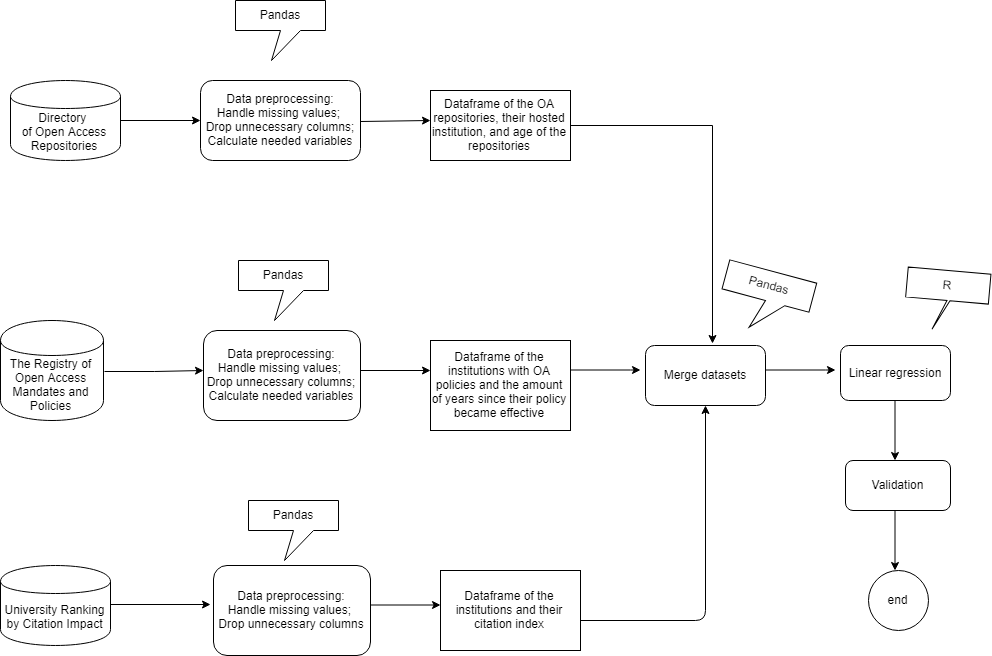 Pandas
Directory
of Open Access
Repositories
Data preprocessing:
Handle missing values;
Drop unnecessary columns;
Calculate needed variables
Dataframe of the OA
repositories, their hosted
institution, and age of the
repositories
Pandas
The Registry of
Open Access
Mandates and
Policies
Data preprocessing:
Handle missing values;
Drop unnecessary columns;
Calculate needed variables
Dataframe of the
institutions with OA
policies and the amount
of years since their policy
became effective
Pandas
Merge datasets
R
Linear regression
Validation
end
Pandas
University Ranking
by Citation Impact
Data preprocessing:
Handle missing values;
Drop unnecessary columns
Dataframe of the
institutions and their
citation index